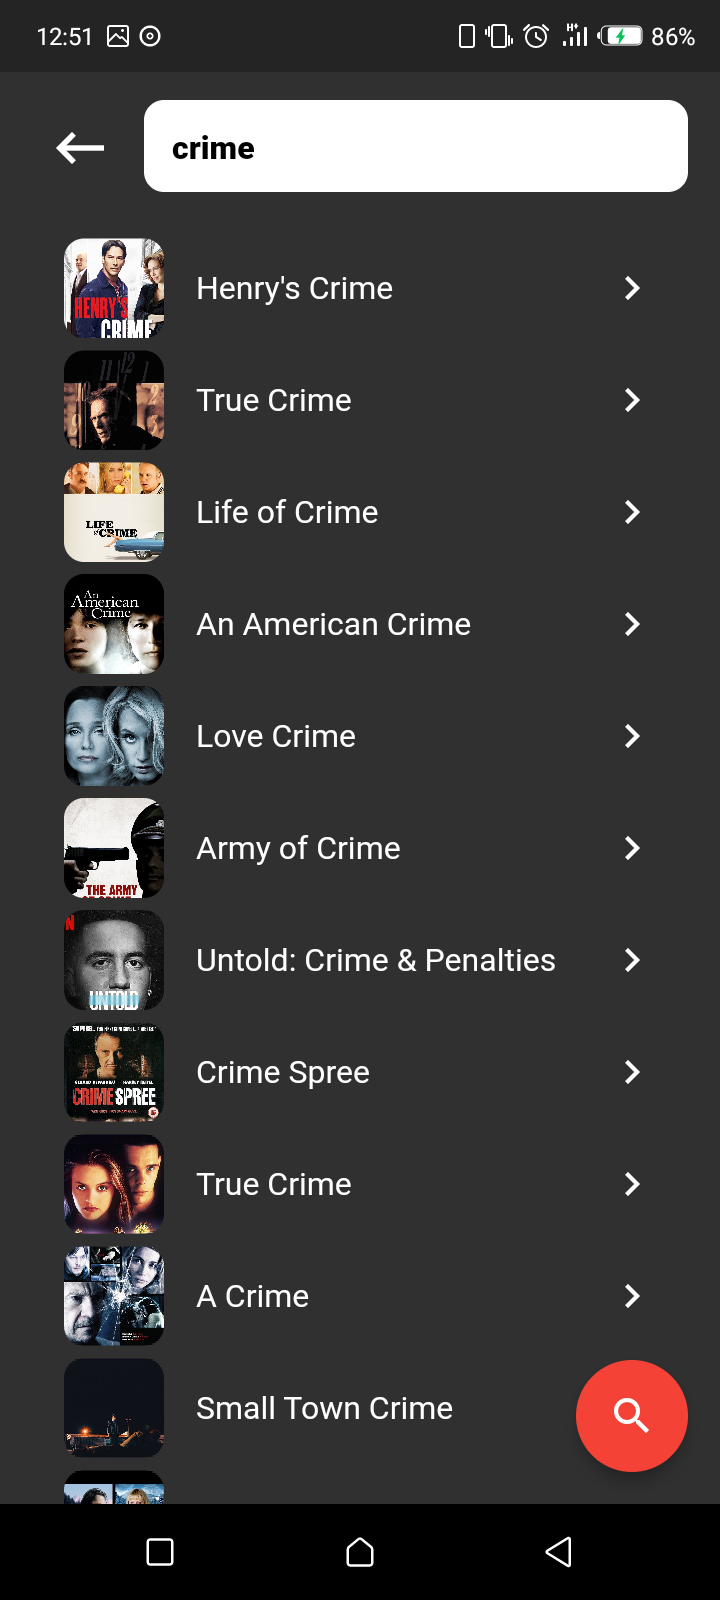 12:51
86%
crime
HENRY'S
CRIME
Henry's Crime
11 12
True Crime
LIFE
of CRIME
Life of Crime
An
American
Crime
An American Crime
Love Crime
THE ARMY
Army of Crime
N
UNTOLD
Untold: Crime & Penalties
CRIME SPREE
Crime Spree
True Crime
A Crime
Small Town Crime